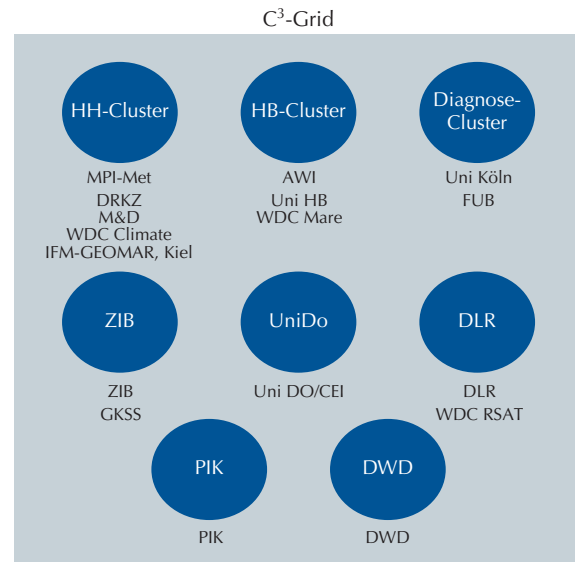 C³-Grid
HH-Cluster
HB-Cluster
Diagnose-
Cluster
MPI-Met
DRKZ
M&D
WDC Climate
IFM-GEOMAR, Kiel
AWI
Uni HB
WDC Mare
Uni Köln
FUB
ZIB
UniDo
DLR
ZIB
GKSS
Uni DO/CEI
DLR
WDC RSAT
PIK
DWD
PIK
DWD